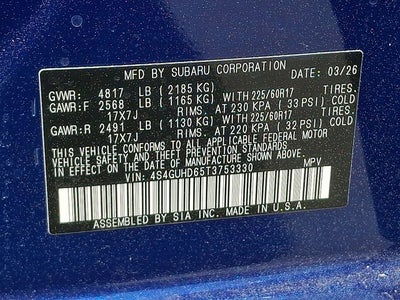 MFD BY SUBARU CORPORATION DATE: 03/26
GVWR: 4817 LB ( 2185 KG)
GAWR:F 2568 LB ( 1165 KG)WITH 225/60R17 TIRES.
17X7J RIMS. AT 230 KPA ( 33 PSI) COLD
GAWR:R 2491 LB ( 1130 KG)WITH 225/60R17 TIRES.
17X7J RIMS. AT 220 KPA ( 32 PSI) COLD
THIS VEHICLE CONFORMS TO ALL APPLICABLE FEDERAL MOTOR
VEHICLE SAFETY, BUMPER, AND THEFT PREVENTION STANDARDS
IN EFFECT ON THE DATE OF MANUFACTURE SHOWN ABOVE.
VIN: 4S4GUHD65T3753330 MPV
ASSEMBLED BY SIA INC. MADE IN U.S.A.